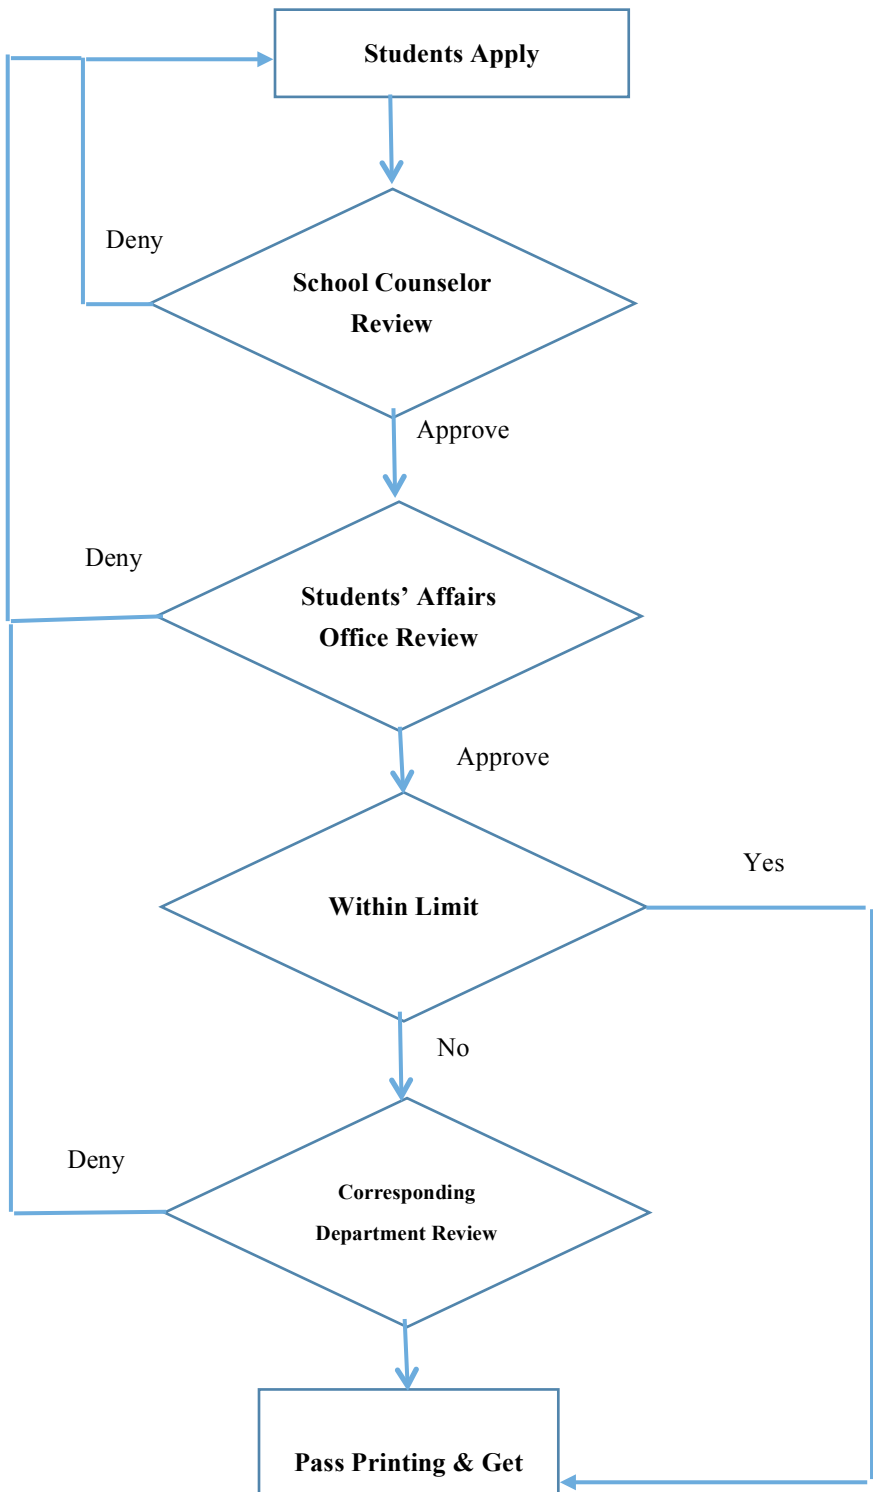 Students Apply
Deny
School Counselor
Review
Approve
Deny
Students’ Affairs
Office Review
Approve
Yes
Within Limit
No
Deny
Corresponding
Department Review
Pass Printing & Get